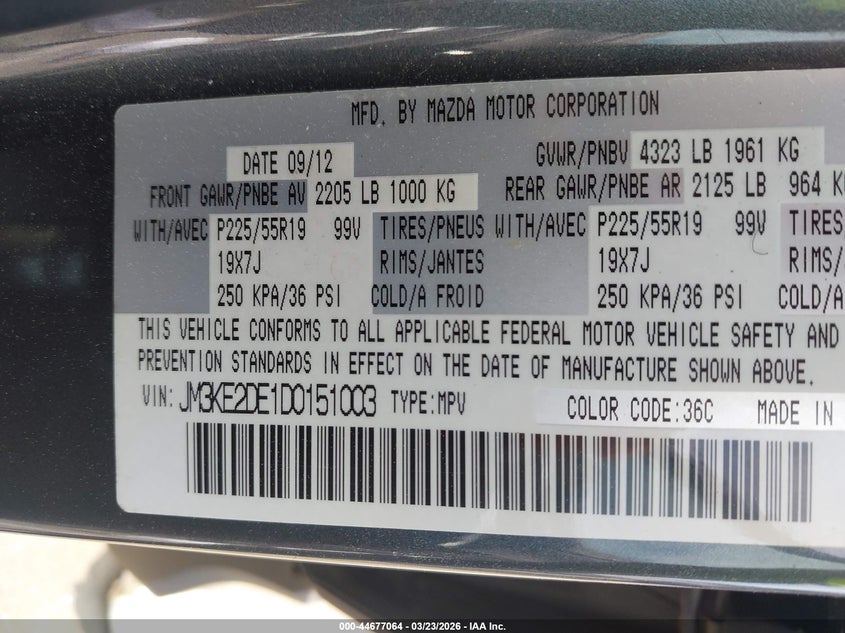 MFD. BY MAZDA MOTOR CORPORATION
DATE 09/12 GVWR/PNBV 4323 LB 1961 KG
FRONT GAWR/PNBE AV 2205 LB 1000 KG REAR GAWR/PNBE AR 2125 LB 964 KG
WITH/AVEC P225/55R19 99V TIRES/PNEUS WITH/AVEC P225/55R19 99V TIRES/
19X7J RIMS/JANTES 19X7J RIMS/
250 KPA/36 PSI COLD/A FROID 250 KPA/36 PSI COLD/A
THIS VEHICLE CONFORMS TO ALL APPLICABLE FEDERAL MOTOR VEHICLE SAFETY AND
PREVENTION STANDARDS IN EFFECT ON THE DATE OF MANUFACTURE SHOWN ABOVE.
VIN: JM3KE2DE1D0151003 TYPE:MPV COLOR CODE:36C MADE IN
000-44677064 - 03/23/2026 - IAA Inc.